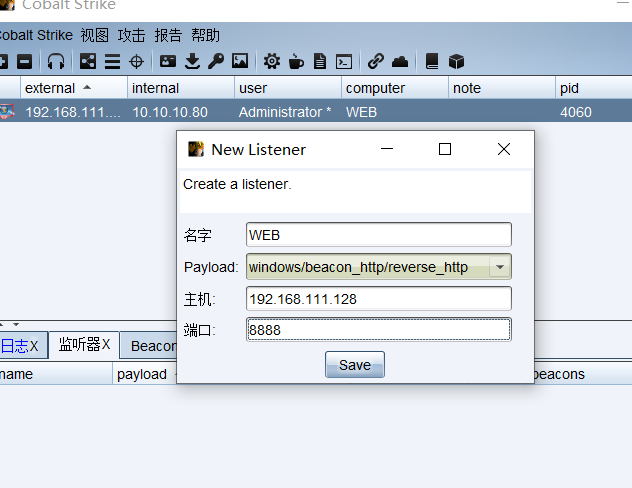 Cobalt Strike
Cobalt Strike 视图 攻击 报告 帮助
external internal user computer note pid
192.168.111.... 10.10.10.80 Administrator * WEB 4060
New Listener
Create a listener.
名字 WEB
Payload: windows/beacon_http/reverse_http
主机: 192.168.111.128
端口: 8888
Save
日志X 监听器X Beacon
name payload beacons